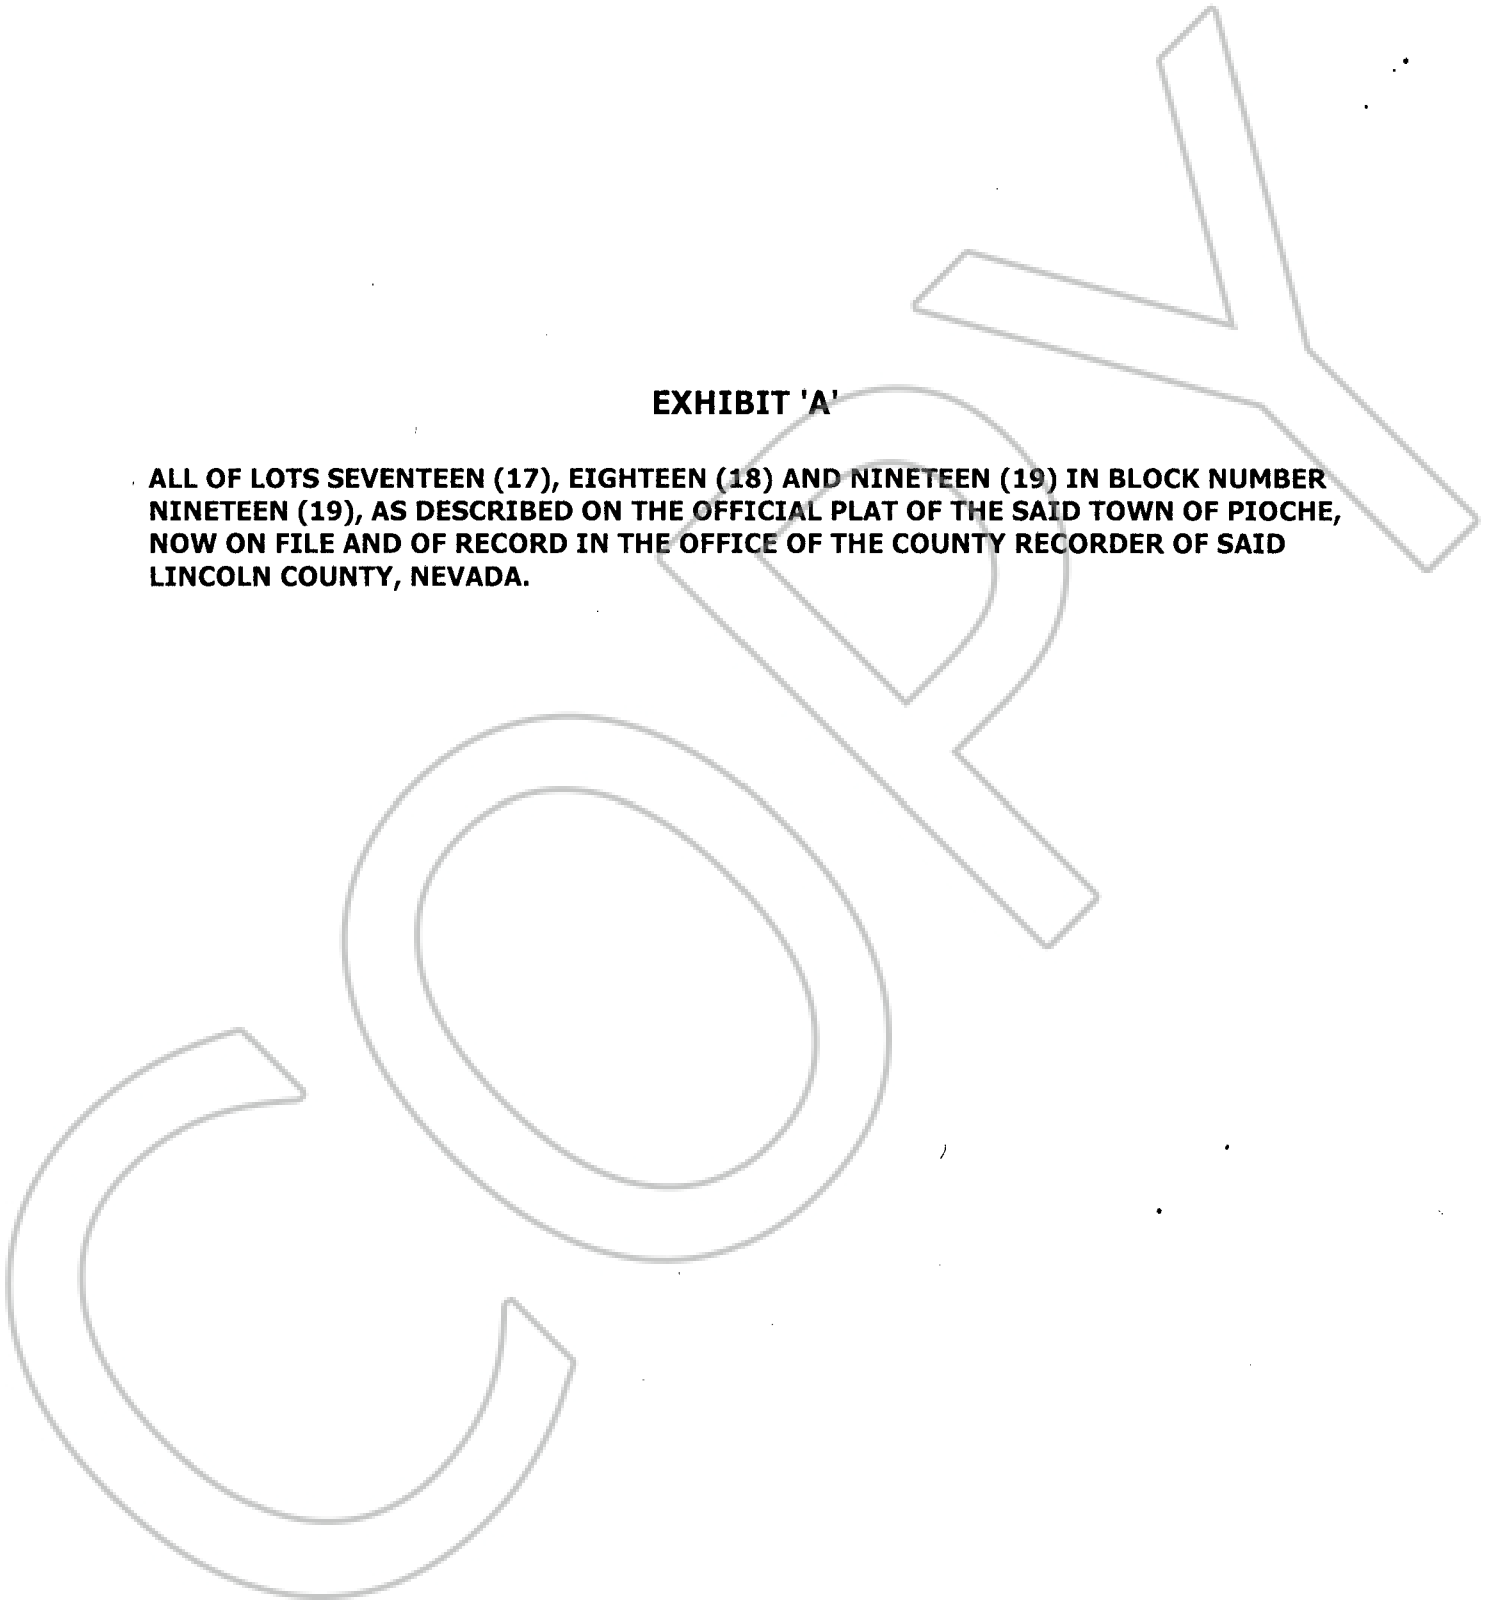 EXHIBIT 'A'
ALL OF LOTS SEVENTEEN (17), EIGHTEEN (18) AND NINETEEN (19) IN BLOCK NUMBER
NINETEEN (19), AS DESCRIBED ON THE OFFICIAL PLAT OF THE SAID TOWN OF PIOCHE,
NOW ON FILE AND OF RECORD IN THE OFFICE OF THE COUNTY RECORDER OF SAID
LINCOLN COUNTY, NEVADA.
COPY